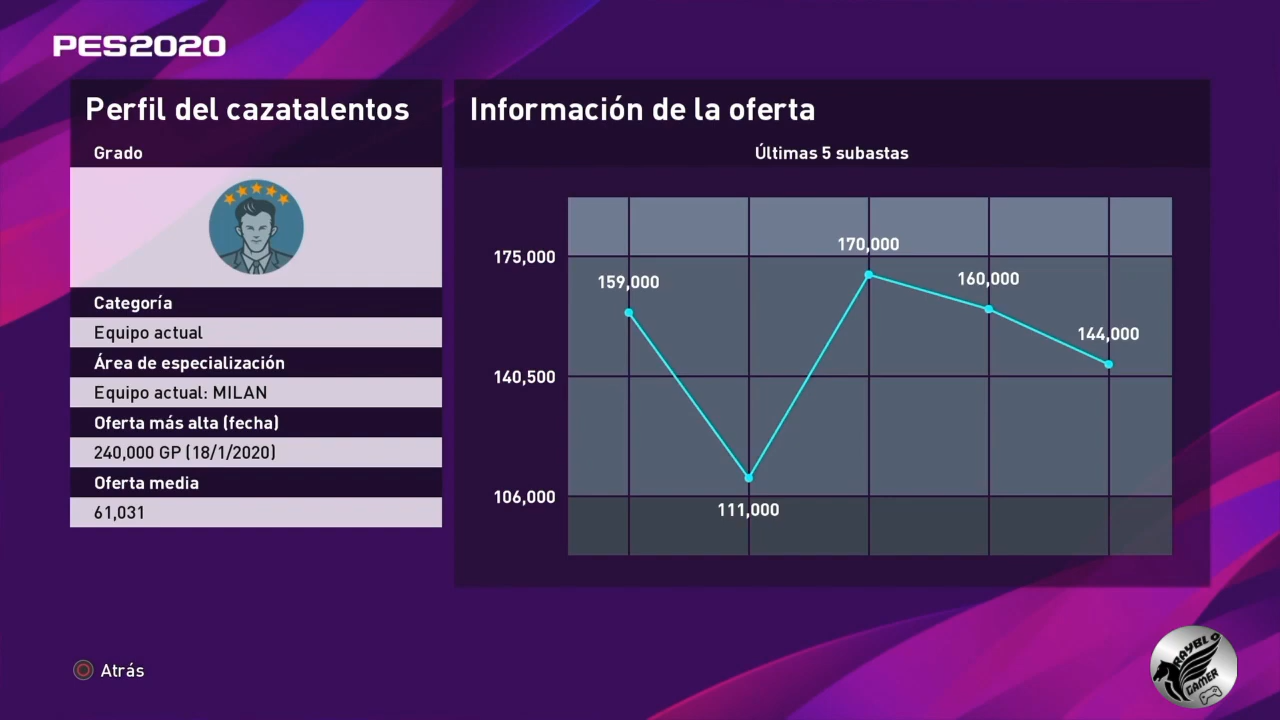 PES2020
Perfil del cazatalentos
Grado
Categoría
Equipo actual
Área de especialización
Equipo actual: MILAN
Oferta más alta (fecha)
240,000 GP (18/1/2020)
Oferta media
61,031
Información de la oferta
Últimas 5 subastas
175,000
140,500
106,000
159,000
111,000
170,000
160,000
144,000
Atrás
RAYBLO
GAMER